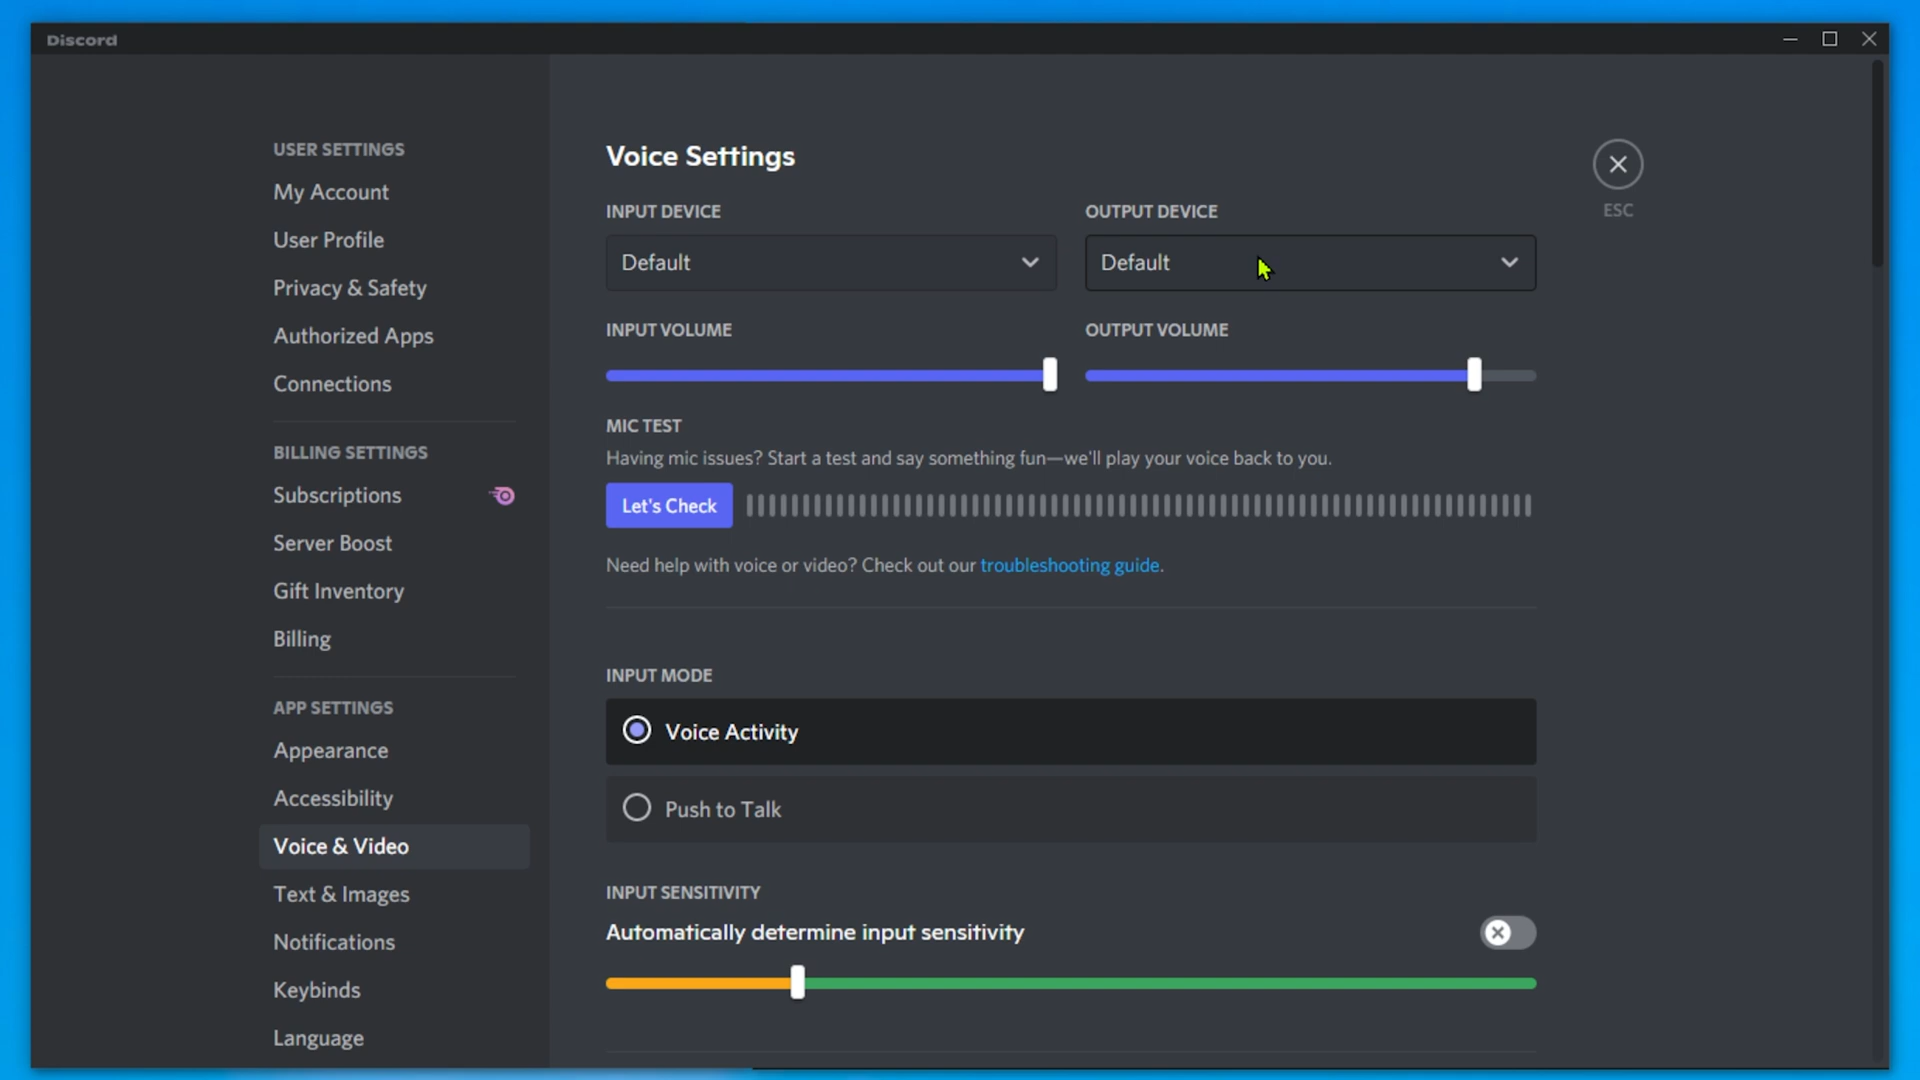 Discord
USER SETTINGS
My Account
User Profile
Privacy & Safety
Authorized Apps
Connections
BILLING SETTINGS
Subscriptions
Server Boost
Gift Inventory
Billing
APP SETTINGS
Appearance
Accessibility
Voice & Video
Text & Images
Notifications
Keybinds
Language
Voice Settings
ESC
INPUT DEVICE
Default
OUTPUT DEVICE
Default
INPUT VOLUME
OUTPUT VOLUME
MIC TEST
Having mic issues? Start a test and say something fun—we'll play your voice back to you.
Let's Check
Need help with voice or video? Check out our troubleshooting guide.
INPUT MODE
Voice Activity
Push to Talk
INPUT SENSITIVITY
Automatically determine input sensitivity